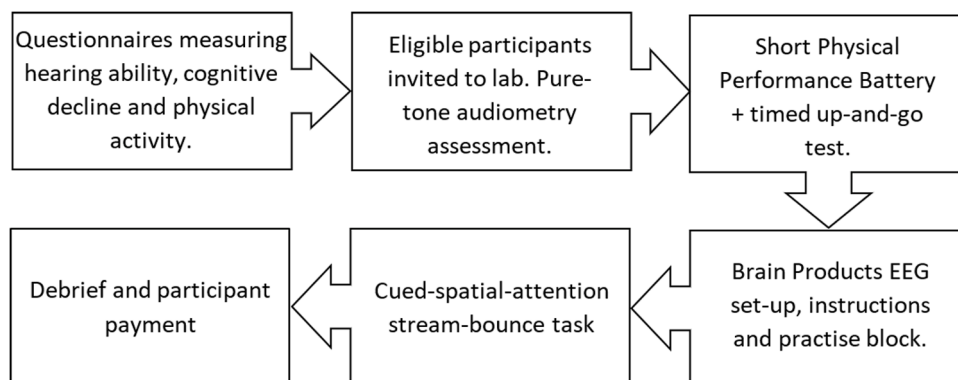 Questionnaires measuring
hearing ability, cognitive
decline and physical
activity.
Eligible participants
invited to lab. Pure-
tone audiometry
assessment.
Short Physical
Performance Battery
+ timed up-and-go
test.
Brain Products EEG
set-up, instructions
and practise block.
Cued-spatial-attention
stream-bounce task
Debrief and participant
payment